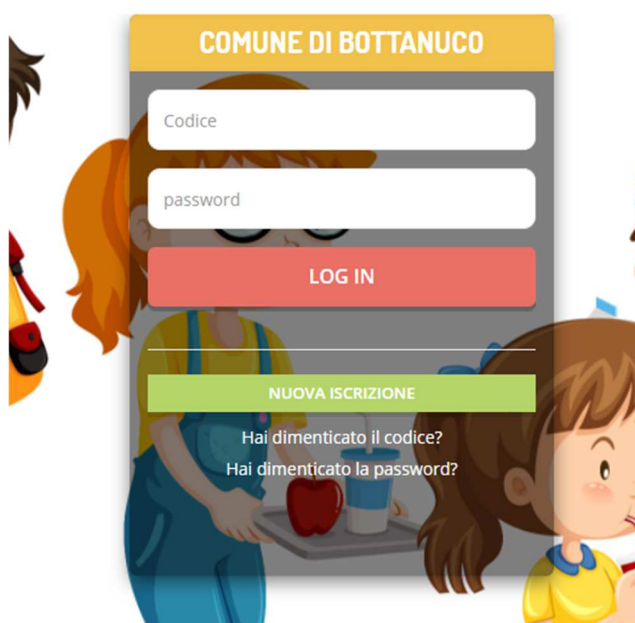 COMUNE DI BOTTANUCO
Codice
password
LOG IN
NUOVA ISCRIZIONE
Hai dimenticato il codice?
Hai dimenticato la password?